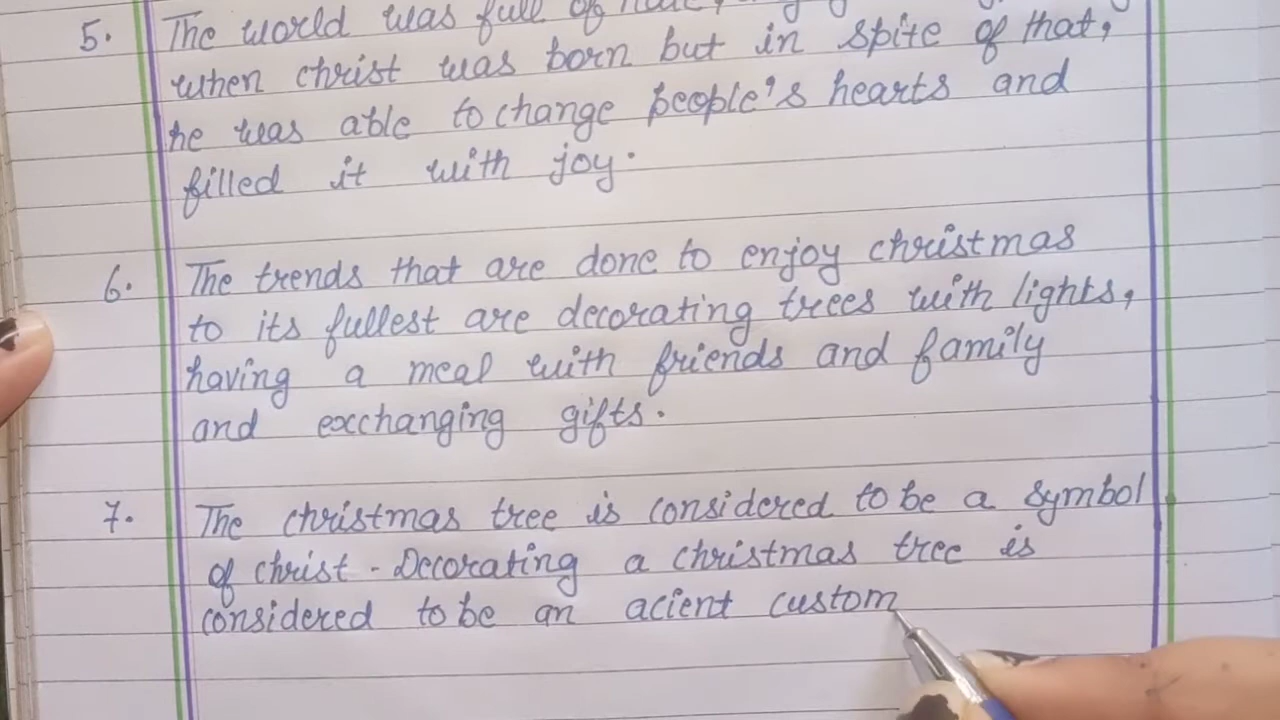 5. The world was full of
when christ was born but in spite of that,
he was able to change people's hearts and
filled it with joy.
6. The trends that are done to enjoy christmas
to its fullest are decorating trees with lights,
having a meal with friends and family
and exchanging gifts.
7. The christmas tree is considered to be a symbol
of christ. Decorating a christmas tree is
considered to be an acient custom